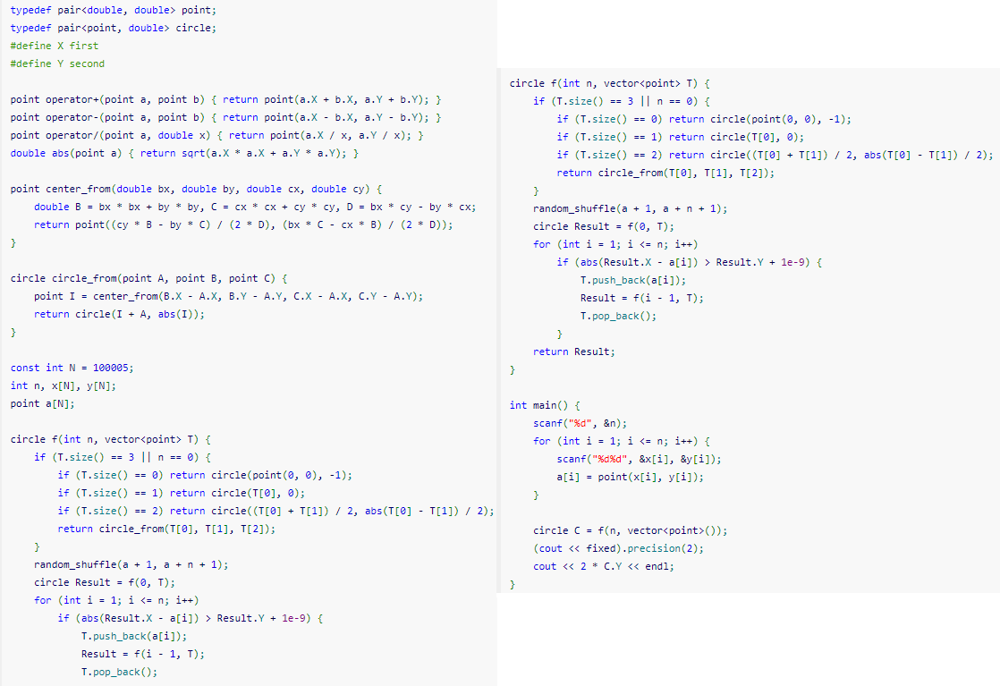 typedef pair<double, double> point;
typedef pair<point, double> circle;
#define X first
#define Y second

point operator+(point a, point b) { return point(a.X + b.X, a.Y + b.Y); }
point operator-(point a, point b) { return point(a.X - b.X, a.Y - b.Y); }
point operator/(point a, double x) { return point(a.X / x, a.Y / x); }
double abs(point a) { return sqrt(a.X * a.X + a.Y * a.Y); }

point center_from(double bx, double by, double cx, double cy) {
    double B = bx * bx + by * by, C = cx * cx + cy * cy, D = bx * cy - by * cx;
    return point((cy * B - by * C) / (2 * D), (bx * C - cx * B) / (2 * D));
}

circle circle_from(point A, point B, point C) {
    point I = center_from(B.X - A.X, B.Y - A.Y, C.X - A.X, C.Y - A.Y);
    return circle(I + A, abs(I));
}

const int N = 100005;
int n, x[N], y[N];
point a[N];

circle f(int n, vector<point> T) {
    if (T.size() == 3 || n == 0) {
        if (T.size() == 0) return circle(point(0, 0), -1);
        if (T.size() == 1) return circle(T[0], 0);
        if (T.size() == 2) return circle((T[0] + T[1]) / 2, abs(T[0] - T[1]) / 2);
        return circle_from(T[0], T[1], T[2]);
    }
    random_shuffle(a + 1, a + n + 1);
    circle Result = f(0, T);
    for (int i = 1; i <= n; i++)
        if (abs(Result.X - a[i]) > Result.Y + 1e-9) {
            T.push_back(a[i]);
            Result = f(i - 1, T);
            T.pop_back();

circle f(int n, vector<point> T) {
    if (T.size() == 3 || n == 0) {
        if (T.size() == 0) return circle(point(0, 0), -1);
        if (T.size() == 1) return circle(T[0], 0);
        if (T.size() == 2) return circle((T[0] + T[1]) / 2, abs(T[0] - T[1]) / 2);
        return circle_from(T[0], T[1], T[2]);
    }
    random_shuffle(a + 1, a + n + 1);
    circle Result = f(0, T);
    for (int i = 1; i <= n; i++)
        if (abs(Result.X - a[i]) > Result.Y + 1e-9) {
            T.push_back(a[i]);
            Result = f(i - 1, T);
            T.pop_back();
        }
    return Result;
}

int main() {
    scanf("%d", &n);
    for (int i = 1; i <= n; i++) {
        scanf("%d%d", &x[i], &y[i]);
        a[i] = point(x[i], y[i]);
    }

    circle C = f(n, vector<point>());
    (cout << fixed).precision(2);
    cout << 2 * C.Y << endl;
}